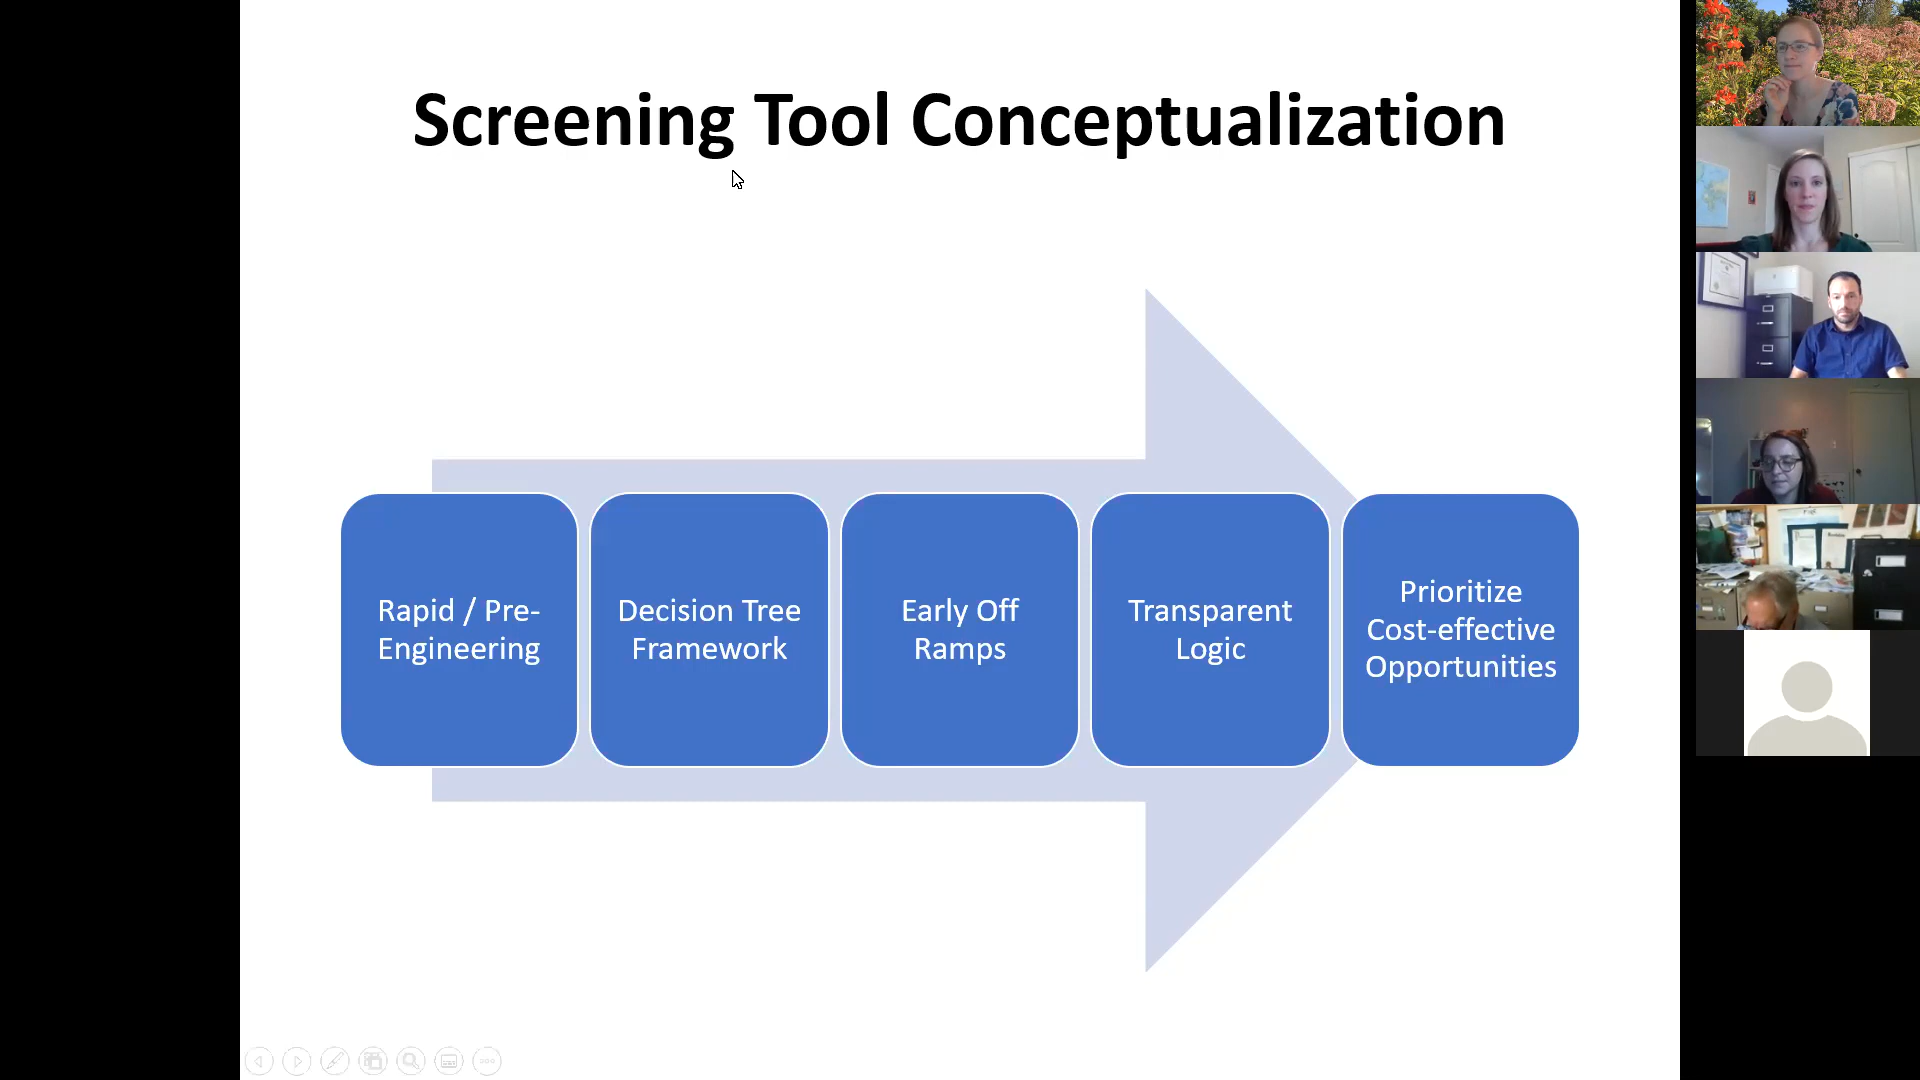 Screening Tool Conceptualization
Rapid / Pre-
Engineering
Decision Tree
Framework
Early Off
Ramps
Transparent
Logic
Prioritize
Cost-effective
Opportunities